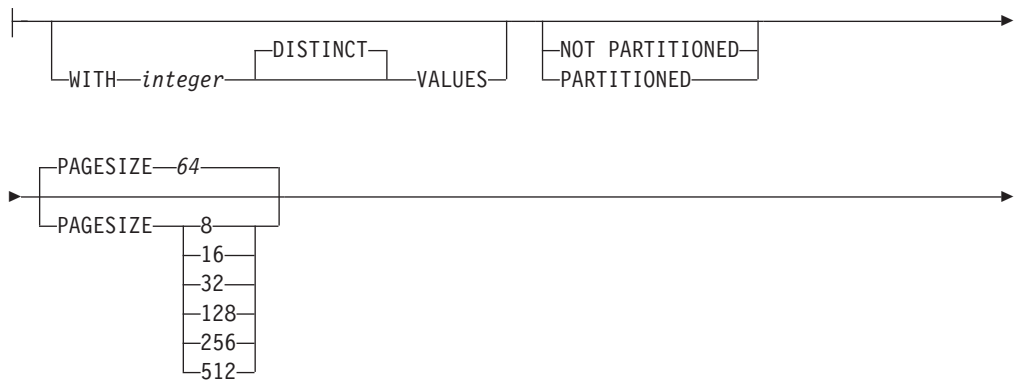 DISTINCT
NOT PARTITIONED
WITH integer VALUES
PARTITIONED
PAGESIZE 64
PAGESIZE 8
16
32
128
256
512